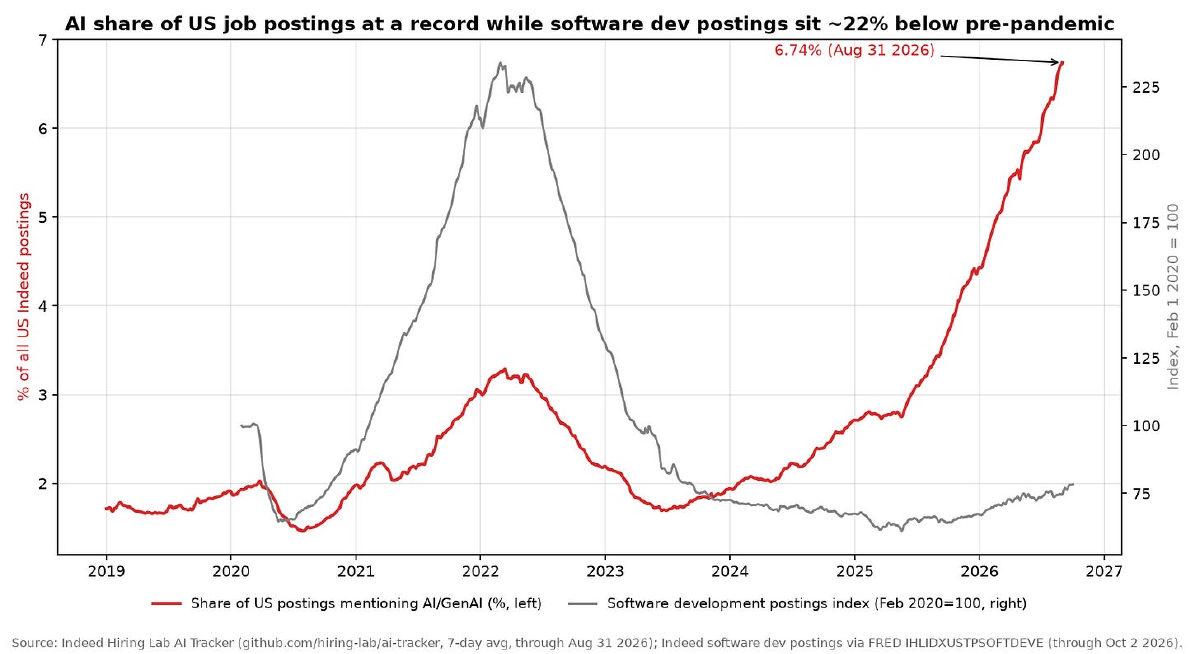 AI share of US job postings at a record while software dev postings sit ~22% below pre-pandemic
7
6
5
4
3
2
% of all US Indeed postings
6.74% (Aug 31 2026)
225
200
175
150
125
100
75
Index, Feb 1 2020 = 100
2019 2020 2021 2022 2023 2024 2025 2026 2027
Share of US postings mentioning AI/GenAI (%, left) Software development postings index (Feb 2020=100, right)
Source: Indeed Hiring Lab AI Tracker (github.com/hiring-lab/ai-tracker, 7-day avg, through Aug 31 2026); Indeed software dev postings via FRED IHLIDXUSTPSOFTDEVE (through Oct 2 2026).